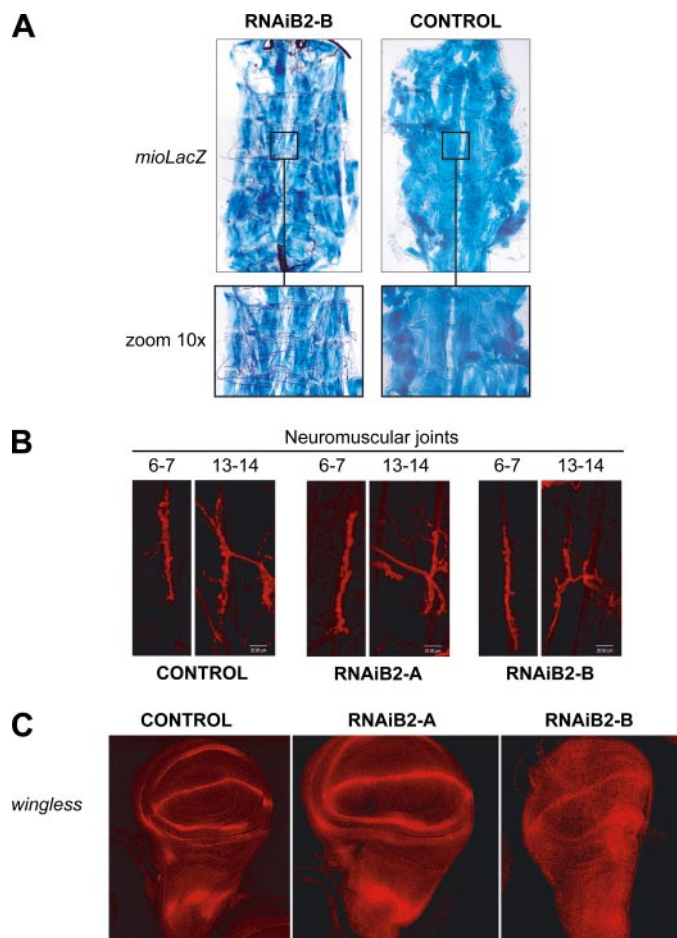 A
RNAiB2-B CONTROL
mioLacZ
zoom 10x
B
Neuromuscular joints
6-7 13-14 6-7 13-14 6-7 13-14
CONTROL RNAiB2-A RNAiB2-B
C
CONTROL RNAiB2-A RNAiB2-B
wingless